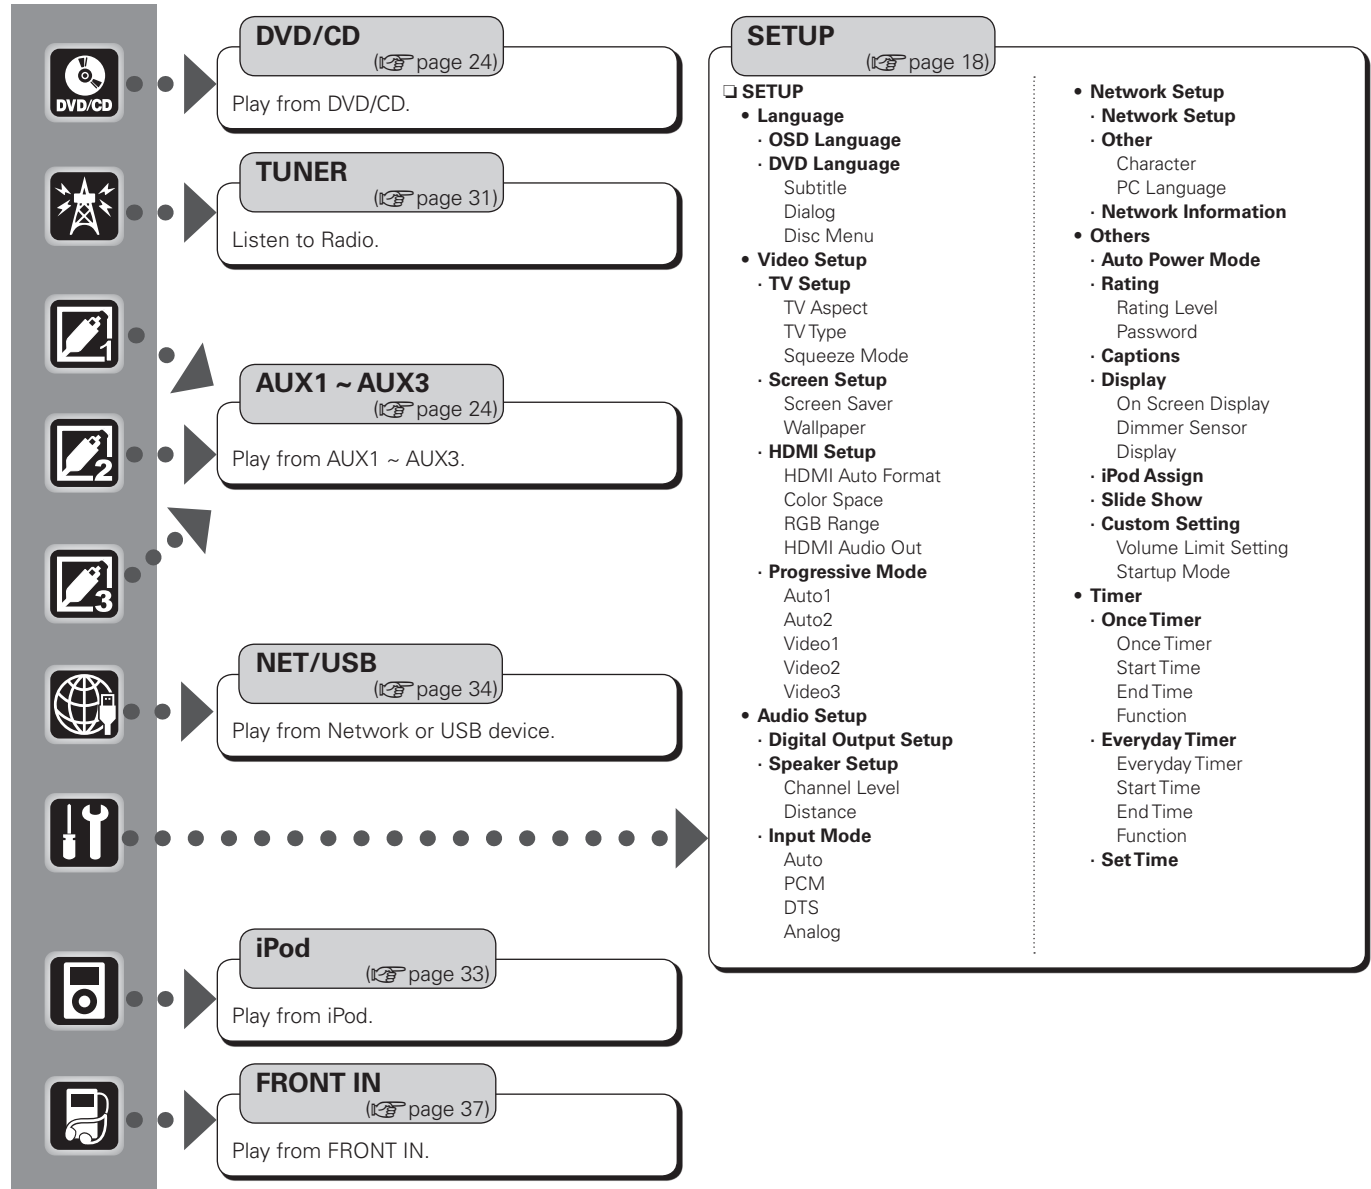 DVD/CD
DVD/CD
(☞ page 24)
Play from DVD/CD.
TUNER
(☞ page 31)
Listen to Radio.
1
2
3
AUX1 ~ AUX3
(☞ page 24)
Play from AUX1 ~ AUX3.
NET/USB
(☞ page 34)
Play from Network or USB device.
iPod
(☞ page 33)
Play from iPod.
FRONT IN
(☞ page 37)
Play from FRONT IN.
SETUP
(☞ page 18)
❏ SETUP
• Language
· OSD Language
· DVD Language
Subtitle
Dialog
Disc Menu
• Video Setup
· TV Setup
TV Aspect
TV Type
Squeeze Mode
· Screen Setup
Screen Saver
Wallpaper
· HDMI Setup
HDMI Auto Format
Color Space
RGB Range
HDMI Audio Out
· Progressive Mode
Auto1
Auto2
Video1
Video2
Video3
• Audio Setup
· Digital Output Setup
· Speaker Setup
Channel Level
Distance
· Input Mode
Auto
PCM
DTS
Analog
• Network Setup
· Network Setup
· Other
Character
PC Language
· Network Information
• Others
· Auto Power Mode
· Rating
Rating Level
Password
· Captions
· Display
On Screen Display
Dimmer Sensor
Display
· iPod Assign
· Slide Show
· Custom Setting
Volume Limit Setting
Startup Mode
• Timer
· Once Timer
Once Timer
Start Time
End Time
Function
· Everyday Timer
Everyday Timer
Start Time
End Time
Function
· Set Time